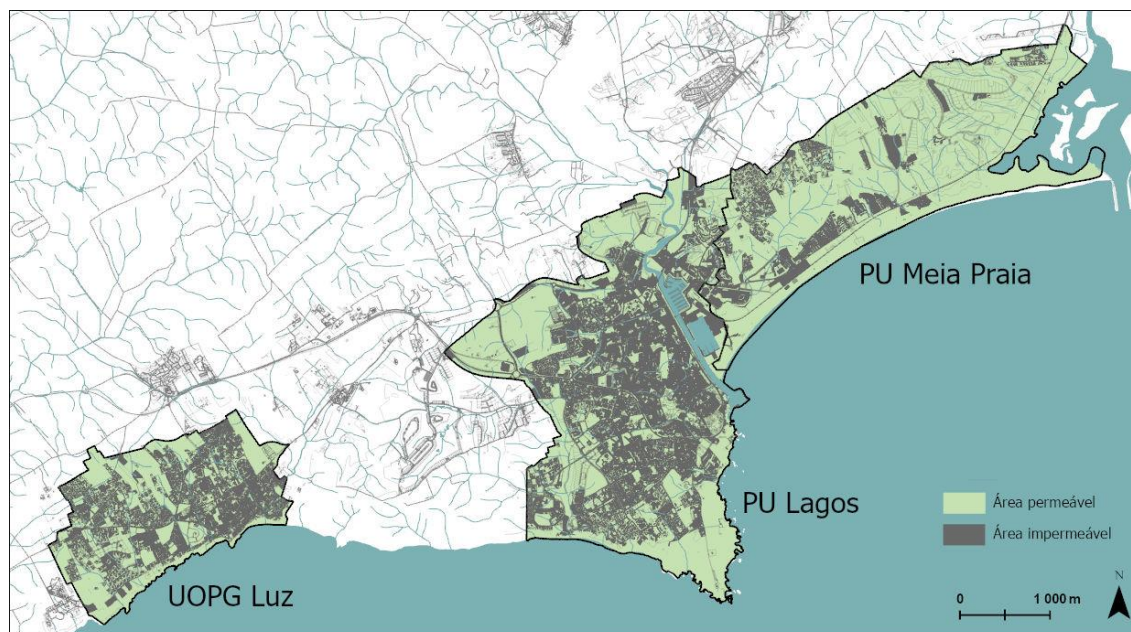 PU Meia Praia
PU Lagos
UOPG Luz
Área permeável
Área impermeável
N
0 1 000 m